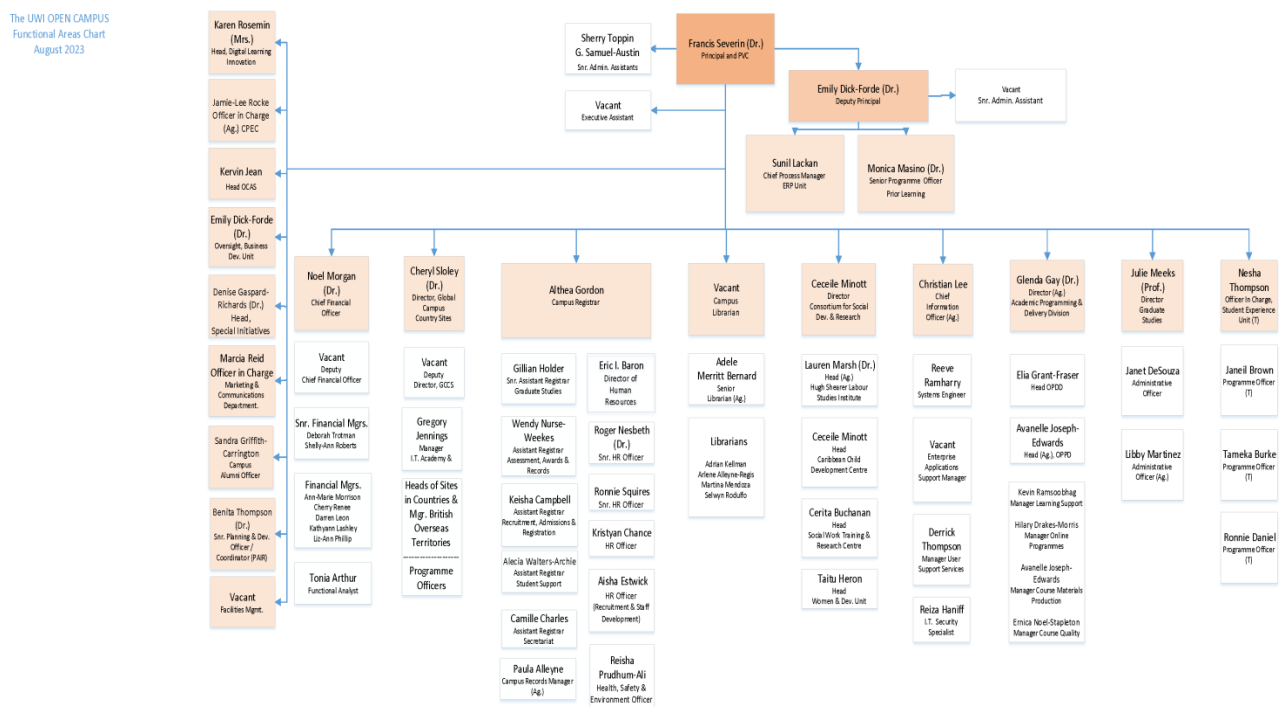 The UWI OPEN CAMPUS
Functional Areas Chart
August 2023
Karen Rosemin
(Mrs.)
Head, Digital Learning
Innovation
Jamie-Lee Rocke
Officer in Charge
(Ag.) CPEC
Kervin Jean
Head OCAS
Emily Dick-Forde
(Dr.)
Oversight, Business
Dev. Unit
Denise Gaspard-
Richards (Dr.)
Head,
Special Initiatives
Marcia Reid
Officer in Charge
Marketing &
Communications
Department.
Sandra Griffith-
Carrington
Campus
Alumni Officer
Benita Thompson
(Dr.)
Snr. Planning & Dev.
Officer /
Coordinator (PAIR)
Vacant
Facilities Mgmt.
Sherry Toppin
G. Samuel-Austin
Snr. Admin. Assistants
Vacant
Executive Assistant
Francis Severin (Dr.)
Principal and PVC
Emily Dick-Forde (Dr.)
Deputy Principal
Vacant
Snr. Admin. Assistant
Sunil Lackan
Chief Process Manager
ERP Unit
Monica Masino (Dr.)
Senior Programme Officer
Prior Learning
Noel Morgan
(Dr.)
Chief Financial
Officer
Vacant
Deputy
Chief Financial Officer
Snr. Financial Mgrs.
Deborah Trotman
Shelly-Ann Roberts
Financial Mgrs.
Ann-Marie Morrison
Cherry Renee
Darren Leon
Kathyann Lashley
Liz-Ann Phillip
Tonia Arthur
Functional Analyst
Cheryl Sloley
(Dr.)
Director, Global
Campus
Country Sites
Vacant
Deputy
Director, GCCS
Gregory
Jennings
Manager
I.T. Academy &
Heads of Sites
in Countries &
Mgr. British
Overseas
Territories
--------------------
Programme
Officers
Althea Gordon
Campus Registrar
Gillian Holder
Snr. Assistant Registrar
Graduate Studies
Wendy Nurse-
Weekes
Assistant Registrar
Assessment, Awards &
Records
Keisha Campbell
Assistant Registrar
Recruitment, Admissions &
Registration
Alecia Walters-Archie
Assistant Registrar
Student Support
Camille Charles
Assistant Registrar
Secretariat
Paula Alleyne
Campus Records Manager
(Ag.)
Eric I. Baron
Director of
Human
Resources
Roger Nesbeth
(Dr.)
Snr. HR Officer
Ronnie Squires
Snr. HR Officer
Kristyan Chance
HR Officer
Aisha Estwick
HR Officer
(Recruitment & Staff
Development)
Reisha
Prudhum-Ali
Health, Safety &
Environment Officer
Vacant
Campus
Librarian
Adele
Merritt Bernard
Senior
Librarian (Ag.)
Librarians
Adrian Kellman
Arlene Alleyne-Regis
Martina Mendoza
Selwyn Rodulfo
Ceceile Minott
Director
Consortium for Social
Dev. & Research
Lauren Marsh (Dr.)
Head (Ag.)
Hugh Shearer Labour
Studies Institute
Ceceile Minott
Head
Caribbean Child
Development Centre
Cerita Buchanan
Head
Social Work Training &
Research Centre
Taitu Heron
Head
Women & Dev. Unit
Christian Lee
Chief
Information
Officer (Ag.)
Reeve
Ramharry
Systems Engineer
Vacant
Enterprise
Applications
Support Manager
Derrick
Thompson
Manager User
Support Services
Reiza Haniff
I.T. Security
Specialist
Glenda Gay (Dr.)
Director (Ag.)
Academic Programming &
Delivery Division
Elia Grant-Fraser
Head OPDD
Avanelle Joseph-
Edwards
Head (Ag.), OPPD
Kevin Ramsoobhag
Manager Learning Support
Hilary Drakes-Morris
Manager Online
Programmes
Avanelle Joseph-
Edwards
Manager Course Materials
Production
Ernica Noel-Stapleton
Manager Course Quality
Julie Meeks
(Prof.)
Director
Graduate
Studies
Janet DeSouza
Administrative
Officer
Libby Martinez
Administrative
Officer (Ag.)
Nesha
Thompson
Officer In Charge,
Student Experience
Unit (T)
Janeil Brown
Programme Officer
(T)
Tameka Burke
Programme Officer
(T)
Ronnie Daniel
Programme Officer
(T)